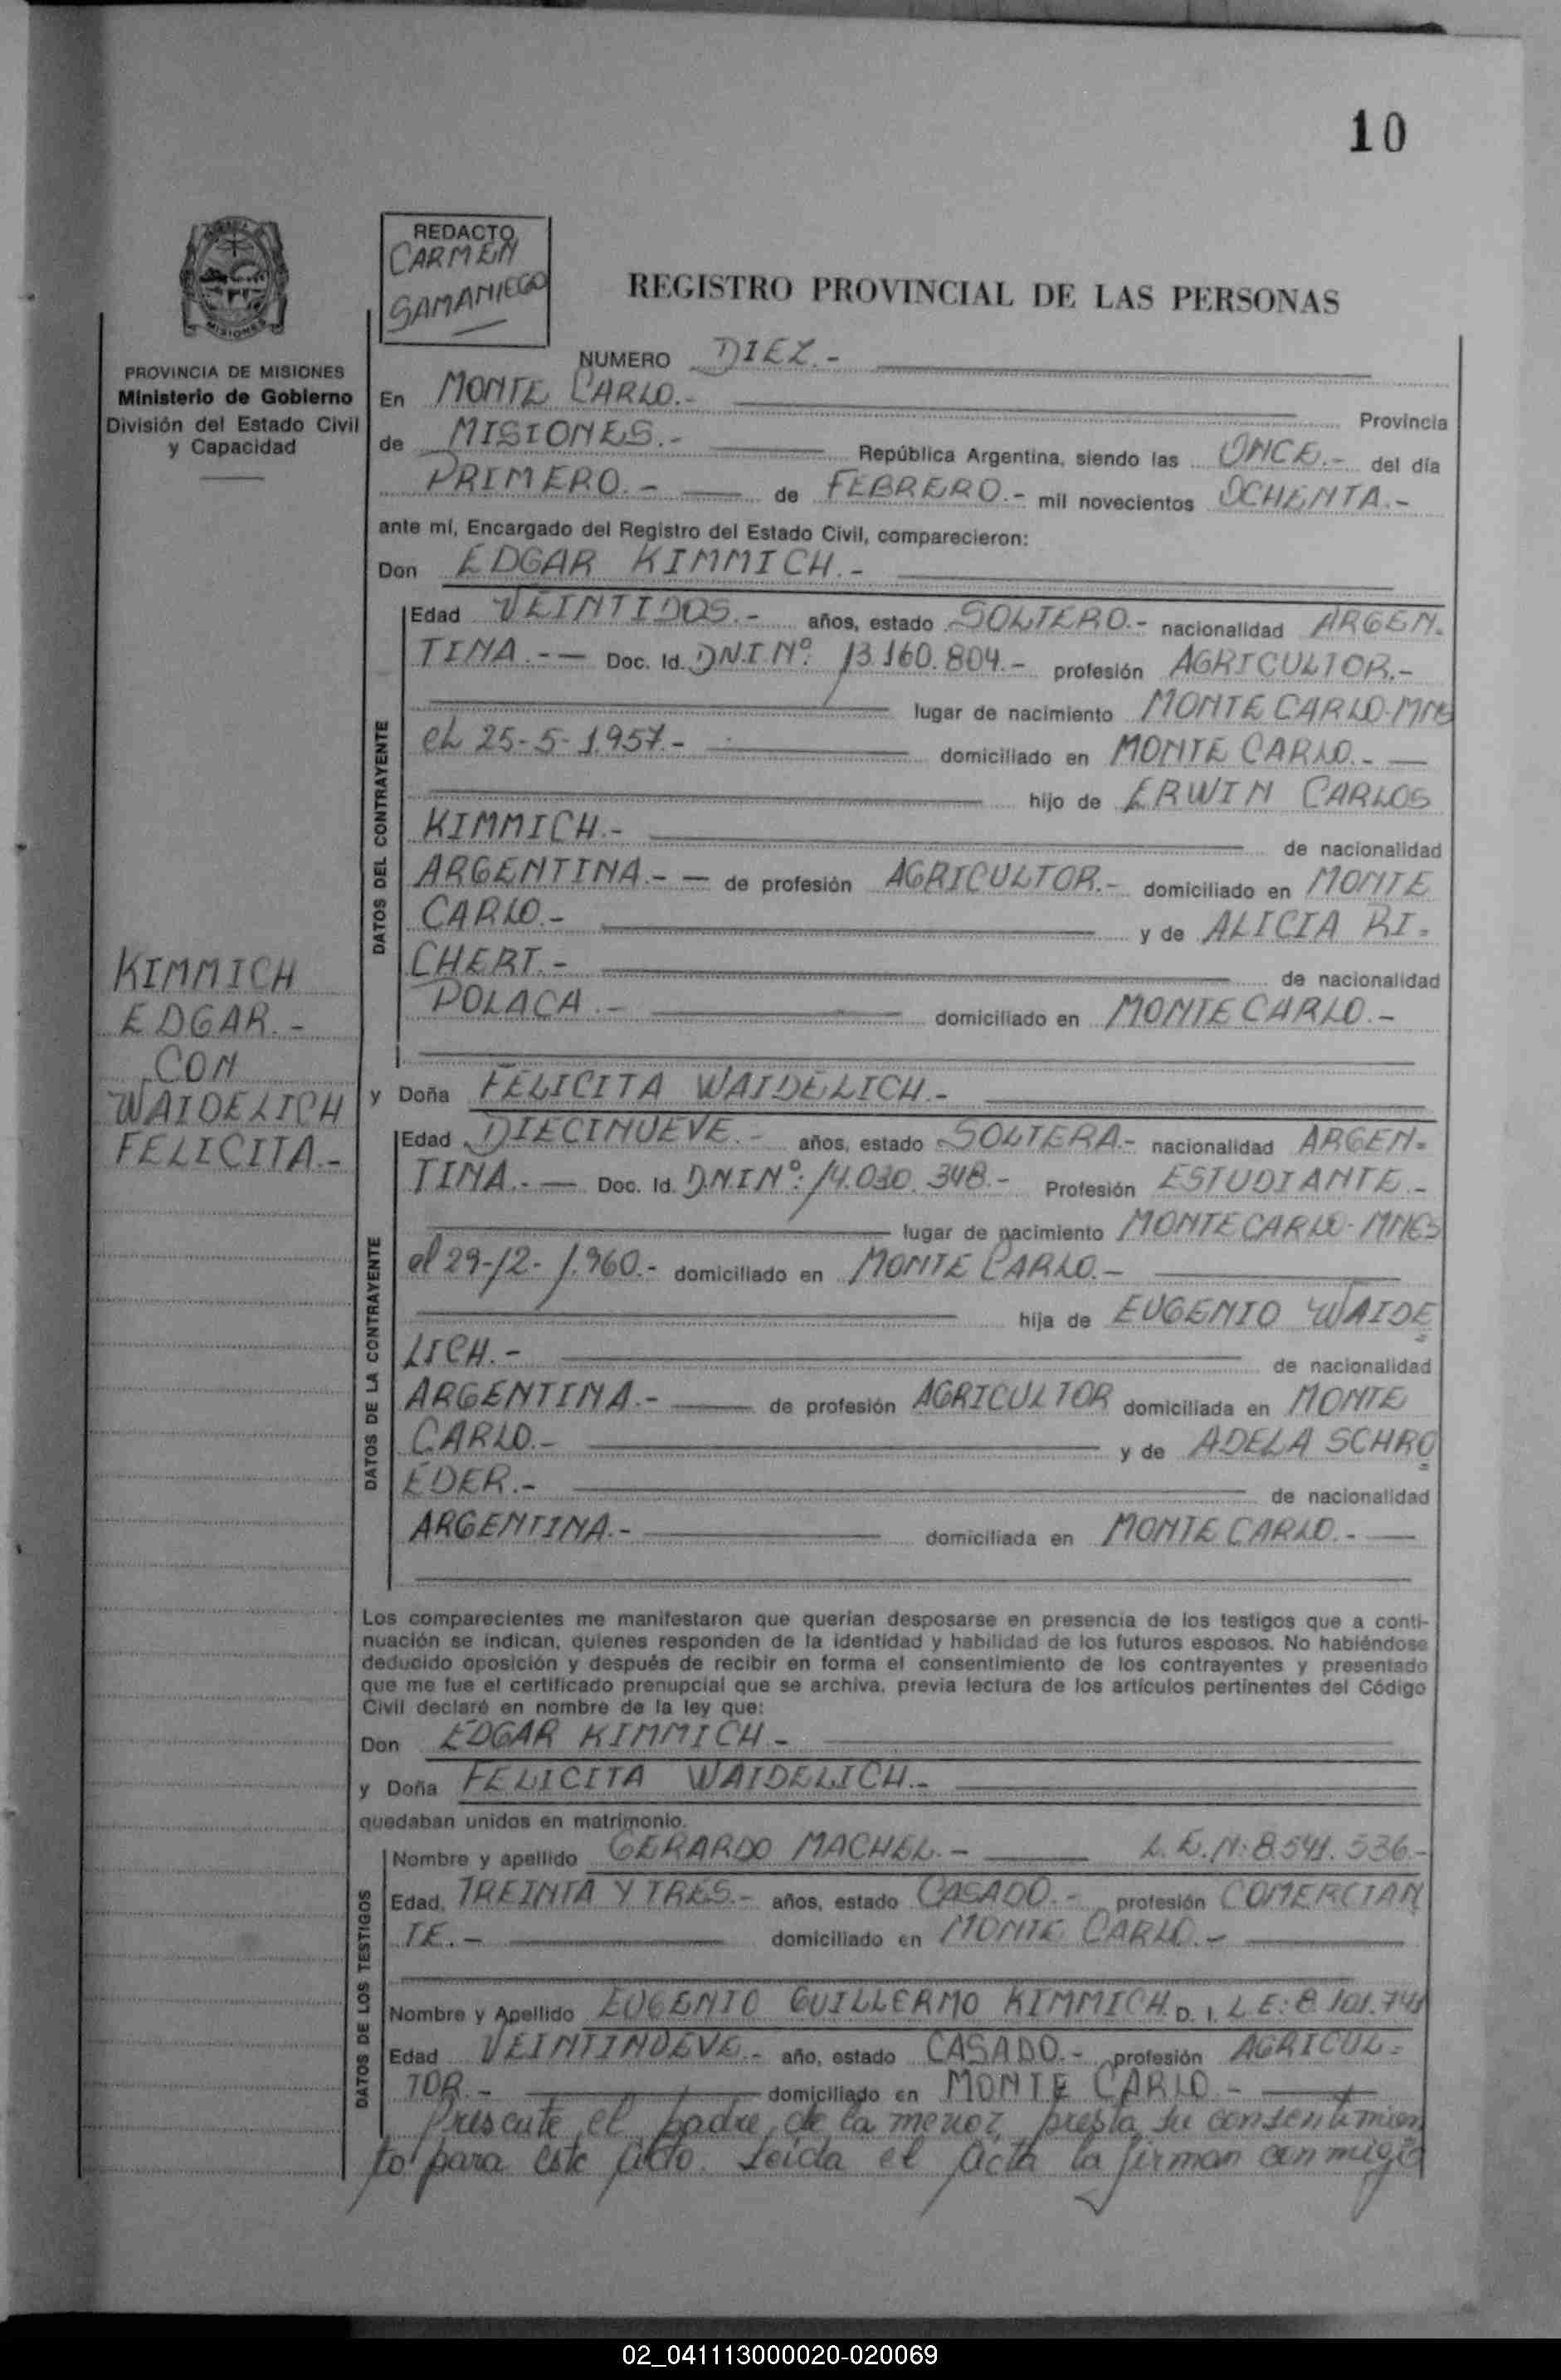 10
REDACTO
CARMEN
SAMANIEGO
REGISTRO PROVINCIAL DE LAS PERSONAS
MISIONES
PROVINCIA DE MISIONES
Ministerio de Gobierno
División del Estado Civil
y Capacidad
NUMERO DIEZ.-
En MONTE CARLO.- Provincia
de MISIONES.- República Argentina, siendo las ONCE.- del día
PRIMERO.- de FEBRERO.- mil novecientos OCHENTA.-
ante mí, Encargado del Registro del Estado Civil, comparecieron:
Don EDGAR KIMMICH.-
DATOS DEL CONTRAYENTE
Edad VEINTIDOS.- años, estado SOLTERO.- nacionalidad ARGEN-
TINA.-- Doc. Id. D.N.I.Nº: 13.160.804.- profesión AGRICULTOR.-
lugar de nacimiento MONTE CARLO-MNES
el 25-5-1.957.- domiciliado en MONTE CARLO.-
hijo de ERWIN CARLOS
KIMMICH.- de nacionalidad
ARGENTINA.-- de profesión AGRICULTOR.- domiciliado en MONTE
CARLO.- y de ALICIA RI-
CHERT.- de nacionalidad
POLACA.- domiciliado en MONTE CARLO.-
KIMMICH
EDGAR.-
CON
WAIDELICH
FELICITA.-
y Doña FELICITA WAIDELICH.-
DATOS DE LA CONTRAYENTE
Edad DIECINUEVE.- años, estado SOLTERA.- nacionalidad ARGEN-
TINA.- Doc. Id. D.N.I Nº: 14.030.348.- Profesión ESTUDIANTE.-
lugar de nacimiento MONTE CARLO-MNES
el 29-12-1.960.- domiciliado en MONTE CARLO.-
hija de EUGENIO WAIDE-
LICH.- de nacionalidad
ARGENTINA.- de profesión AGRICULTOR domiciliada en MONTE
CARLO.- y de ADELA SCHRO-
EDER.- de nacionalidad
ARGENTINA.- domiciliada en MONTE CARLO.-
Los comparecientes me manifestaron que querían desposarse en presencia de los testigos que a conti-
nuación se indican, quienes responden de la identidad y habilidad de los futuros esposos. No habiéndose
deducido oposición y después de recibir en forma el consentimiento de los contrayentes y presentado
que me fue el certificado prenupcial que se archiva, previa lectura de los artículos pertinentes del Código
Civil declaré en nombre de la ley que:
Don EDGAR KIMMICH.-
y Doña FELICITA WAIDELICH.-
quedaban unidos en matrimonio.
DATOS DE LOS TESTIGOS
Nombre y apellido GERARDO MACHEL.- L.E.N: 8.541.536.-
Edad, TREINTA Y TRES.- años, estado CASADO.- profesión COMERCIAN
TE.- domiciliado en MONTE CARLO.-
Nombre y Apellido EUGENIO GUILLERMO KIMMICH D. I. L.E: 8.101.741
Edad VEINTINUEVE.- año, estado CASADO.- profesión AGRICUL-
TOR.- domiciliado en MONTE CARLO.-
Presente el padre de la menor, presta su consentimien
to para este acto. Leída el Acta la firman conmigo
02_041113000020-020069